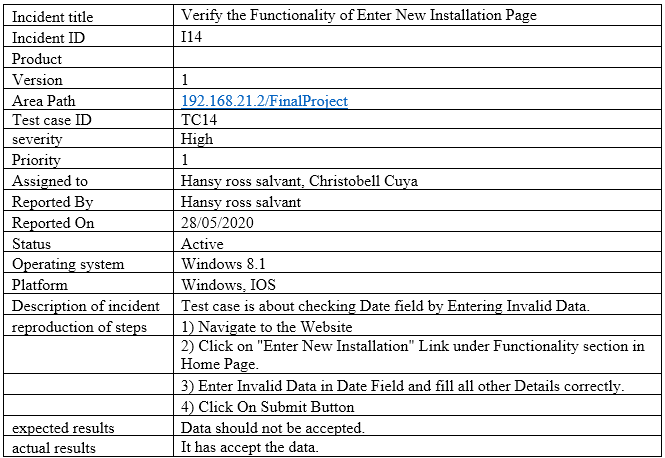 Incident title Verify the Functionality of Enter New Installation Page
Incident ID I14
Product
Version 1
Area Path 192.168.21.2/FinalProject
Test case ID TC14
severity High
Priority 1
Assigned to Hansy ross salvant, Christobell Cuya
Reported By Hansy ross salvant
Reported On 28/05/2020
Status Active
Operating system Windows 8.1
Platform Windows, IOS
Description of incident Test case is about checking Date field by Entering Invalid Data.
reproduction of steps 1) Navigate to the Website
2) Click on "Enter New Installation" Link under Functionality section in
Home Page.
3) Enter Invalid Data in Date Field and fill all other Details correctly.
4) Click On Submit Button
expected results Data should not be accepted.
actual results It has accept the data.